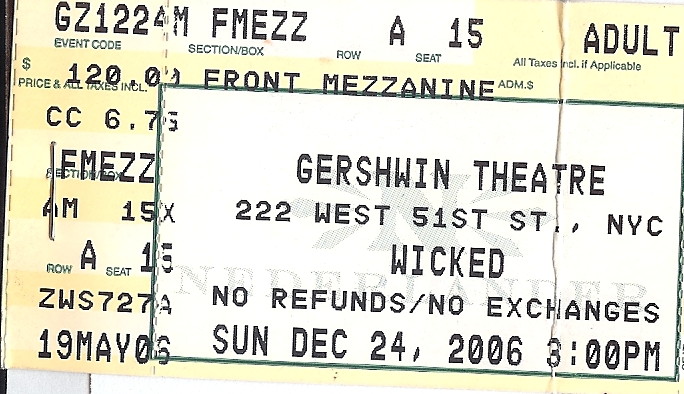 GZ1224M FMEZZ A 15 ADULT
EVENT CODE SECTION/BOX ROW SEAT All Taxes Incl. if Applicable
$ 120.00 FRONT MEZZANINE ADM.$
PRICE & ALL TAXES INCL.
CC 6.75
FMEZZ GERSHWIN THEATRE
SECTION/BOX
AM 15X 222 WEST 51ST ST., NYC
A 15 WICKED
ROW SEAT
NEDERLANDER
ZWS727A NO REFUNDS/NO EXCHANGES
19MAY06 SUN DEC 24, 2006 3:00PM